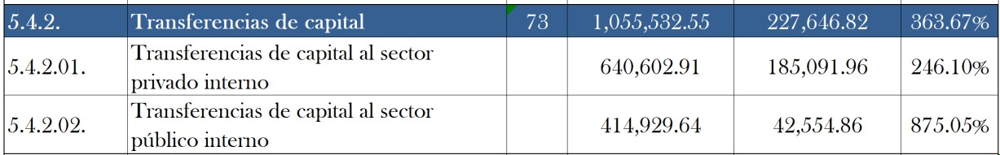 5.4.2. Transferencias de capital 73 1,055,532.55 227,646.82 363.67%
5.4.2.01. Transferencias de capital al sector privado interno 640,602.91 185,091.96 246.10%
5.4.2.02. Transferencias de capital al sector público interno 414,929.64 42,554.86 875.05%